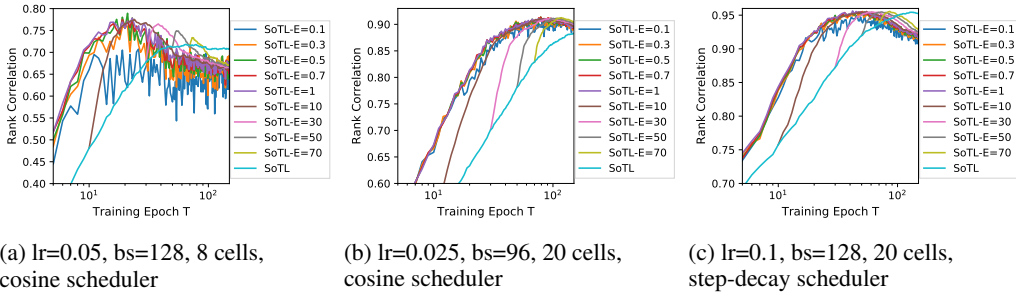 0.80
0.75
0.70
0.65
0.60
0.55
0.50
0.45
0.40
Rank Correlation
10¹
10²
Training Epoch T
SoTL-E=0.1
SoTL-E=0.3
SoTL-E=0.5
SoTL-E=0.7
SoTL-E=1
SoTL-E=10
SoTL-E=30
SoTL-E=50
SoTL-E=70
SoTL
0.90
0.85
0.80
0.75
0.70
0.65
0.60
Rank Correlation
10¹
10²
Training Epoch T
SoTL-E=0.1
SoTL-E=0.3
SoTL-E=0.5
SoTL-E=0.7
SoTL-E=1
SoTL-E=10
SoTL-E=30
SoTL-E=50
SoTL-E=70
SoTL
0.95
0.90
0.85
0.80
0.75
0.70
Rank Correlation
10¹
10²
Training Epoch T
SoTL-E=0.1
SoTL-E=0.3
SoTL-E=0.5
SoTL-E=0.7
SoTL-E=1
SoTL-E=10
SoTL-E=30
SoTL-E=50
SoTL-E=70
SoTL
(a) lr=0.05, bs=128, 8 cells,
cosine scheduler
(b) lr=0.025, bs=96, 20 cells,
cosine scheduler
(c) lr=0.1, bs=128, 20 cells,
step-decay scheduler